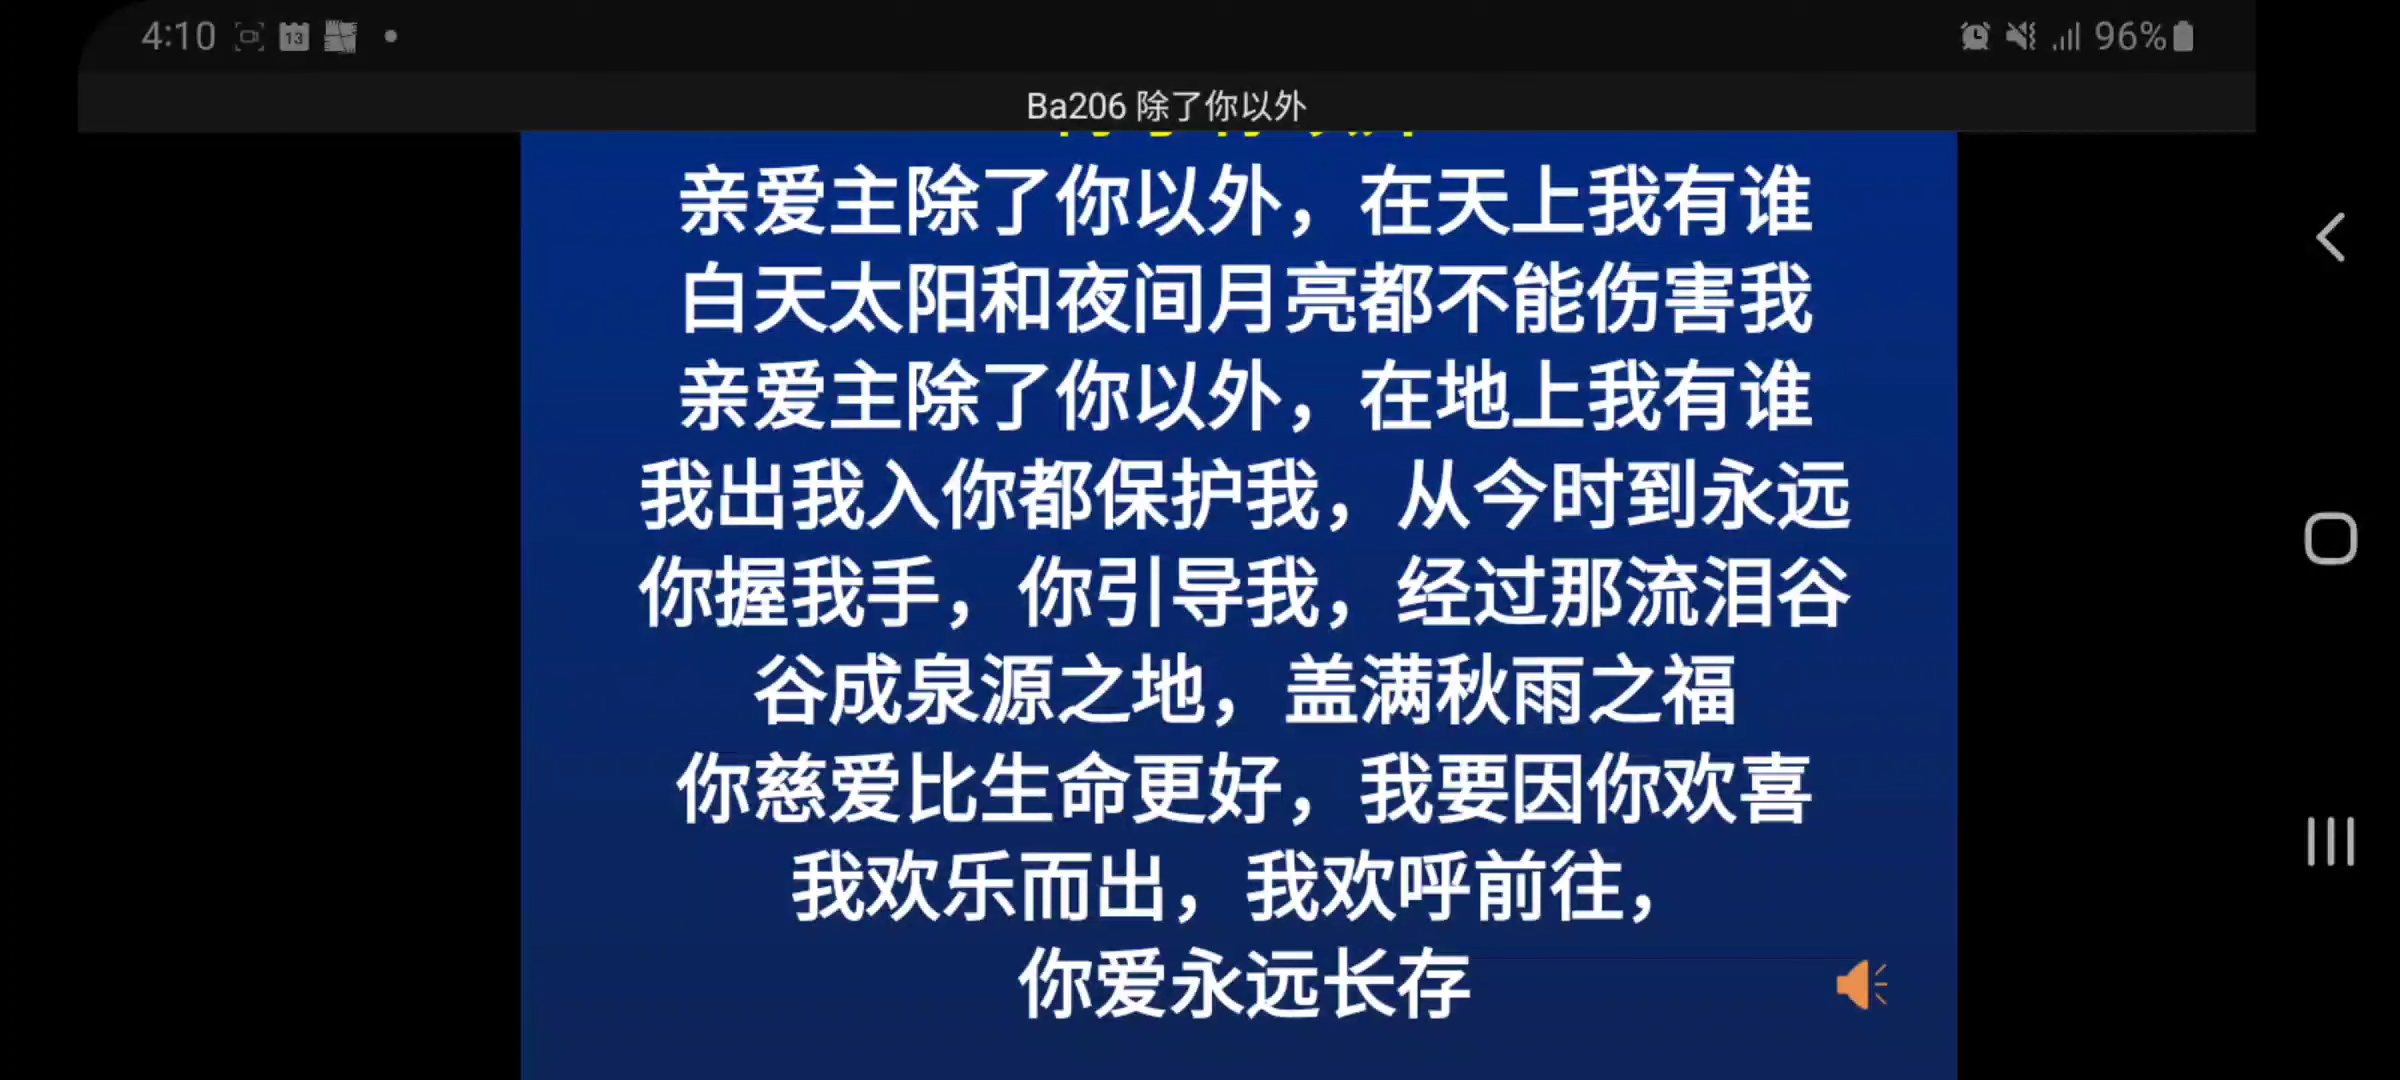 4:10 13 96%
Ba206 除了你以外
亲爱主除了你以外，在天上我有谁
白天太阳和夜间月亮都不能伤害我
亲爱主除了你以外，在地上我有谁
我出我入你都保护我，从今时到永远
你握我手，你引导我，经过那流泪谷
谷成泉源之地，盖满秋雨之福
你慈爱比生命更好，我要因你欢喜
我欢乐而出，我欢呼前往，
你爱永远长存